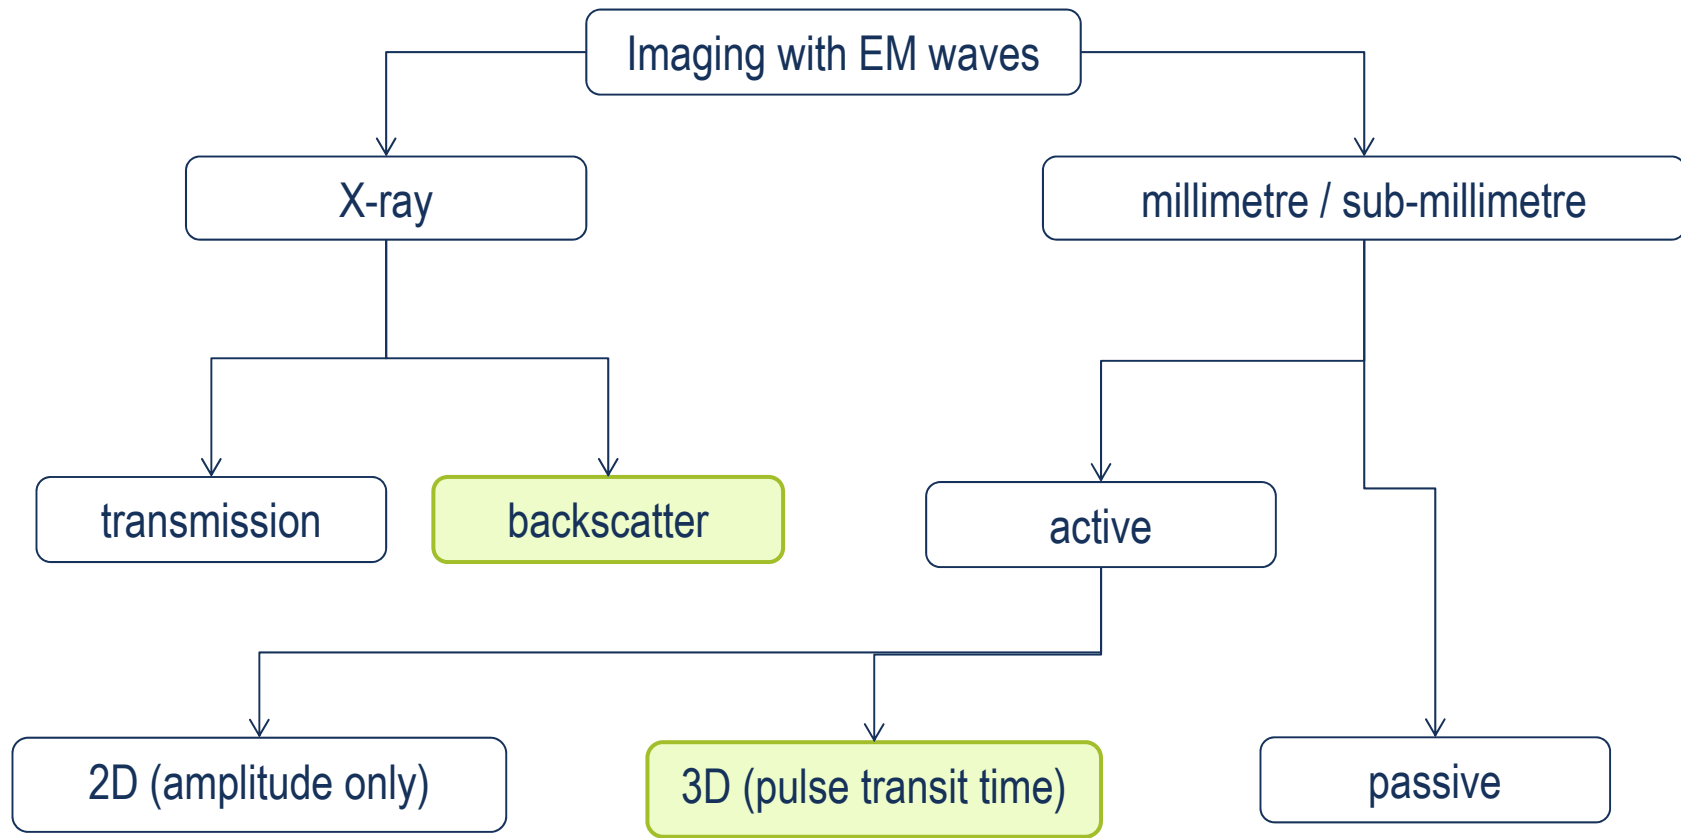 Imaging with EM waves
X-ray
millimetre / sub-millimetre
transmission
backscatter
active
2D (amplitude only)
3D (pulse transit time)
passive